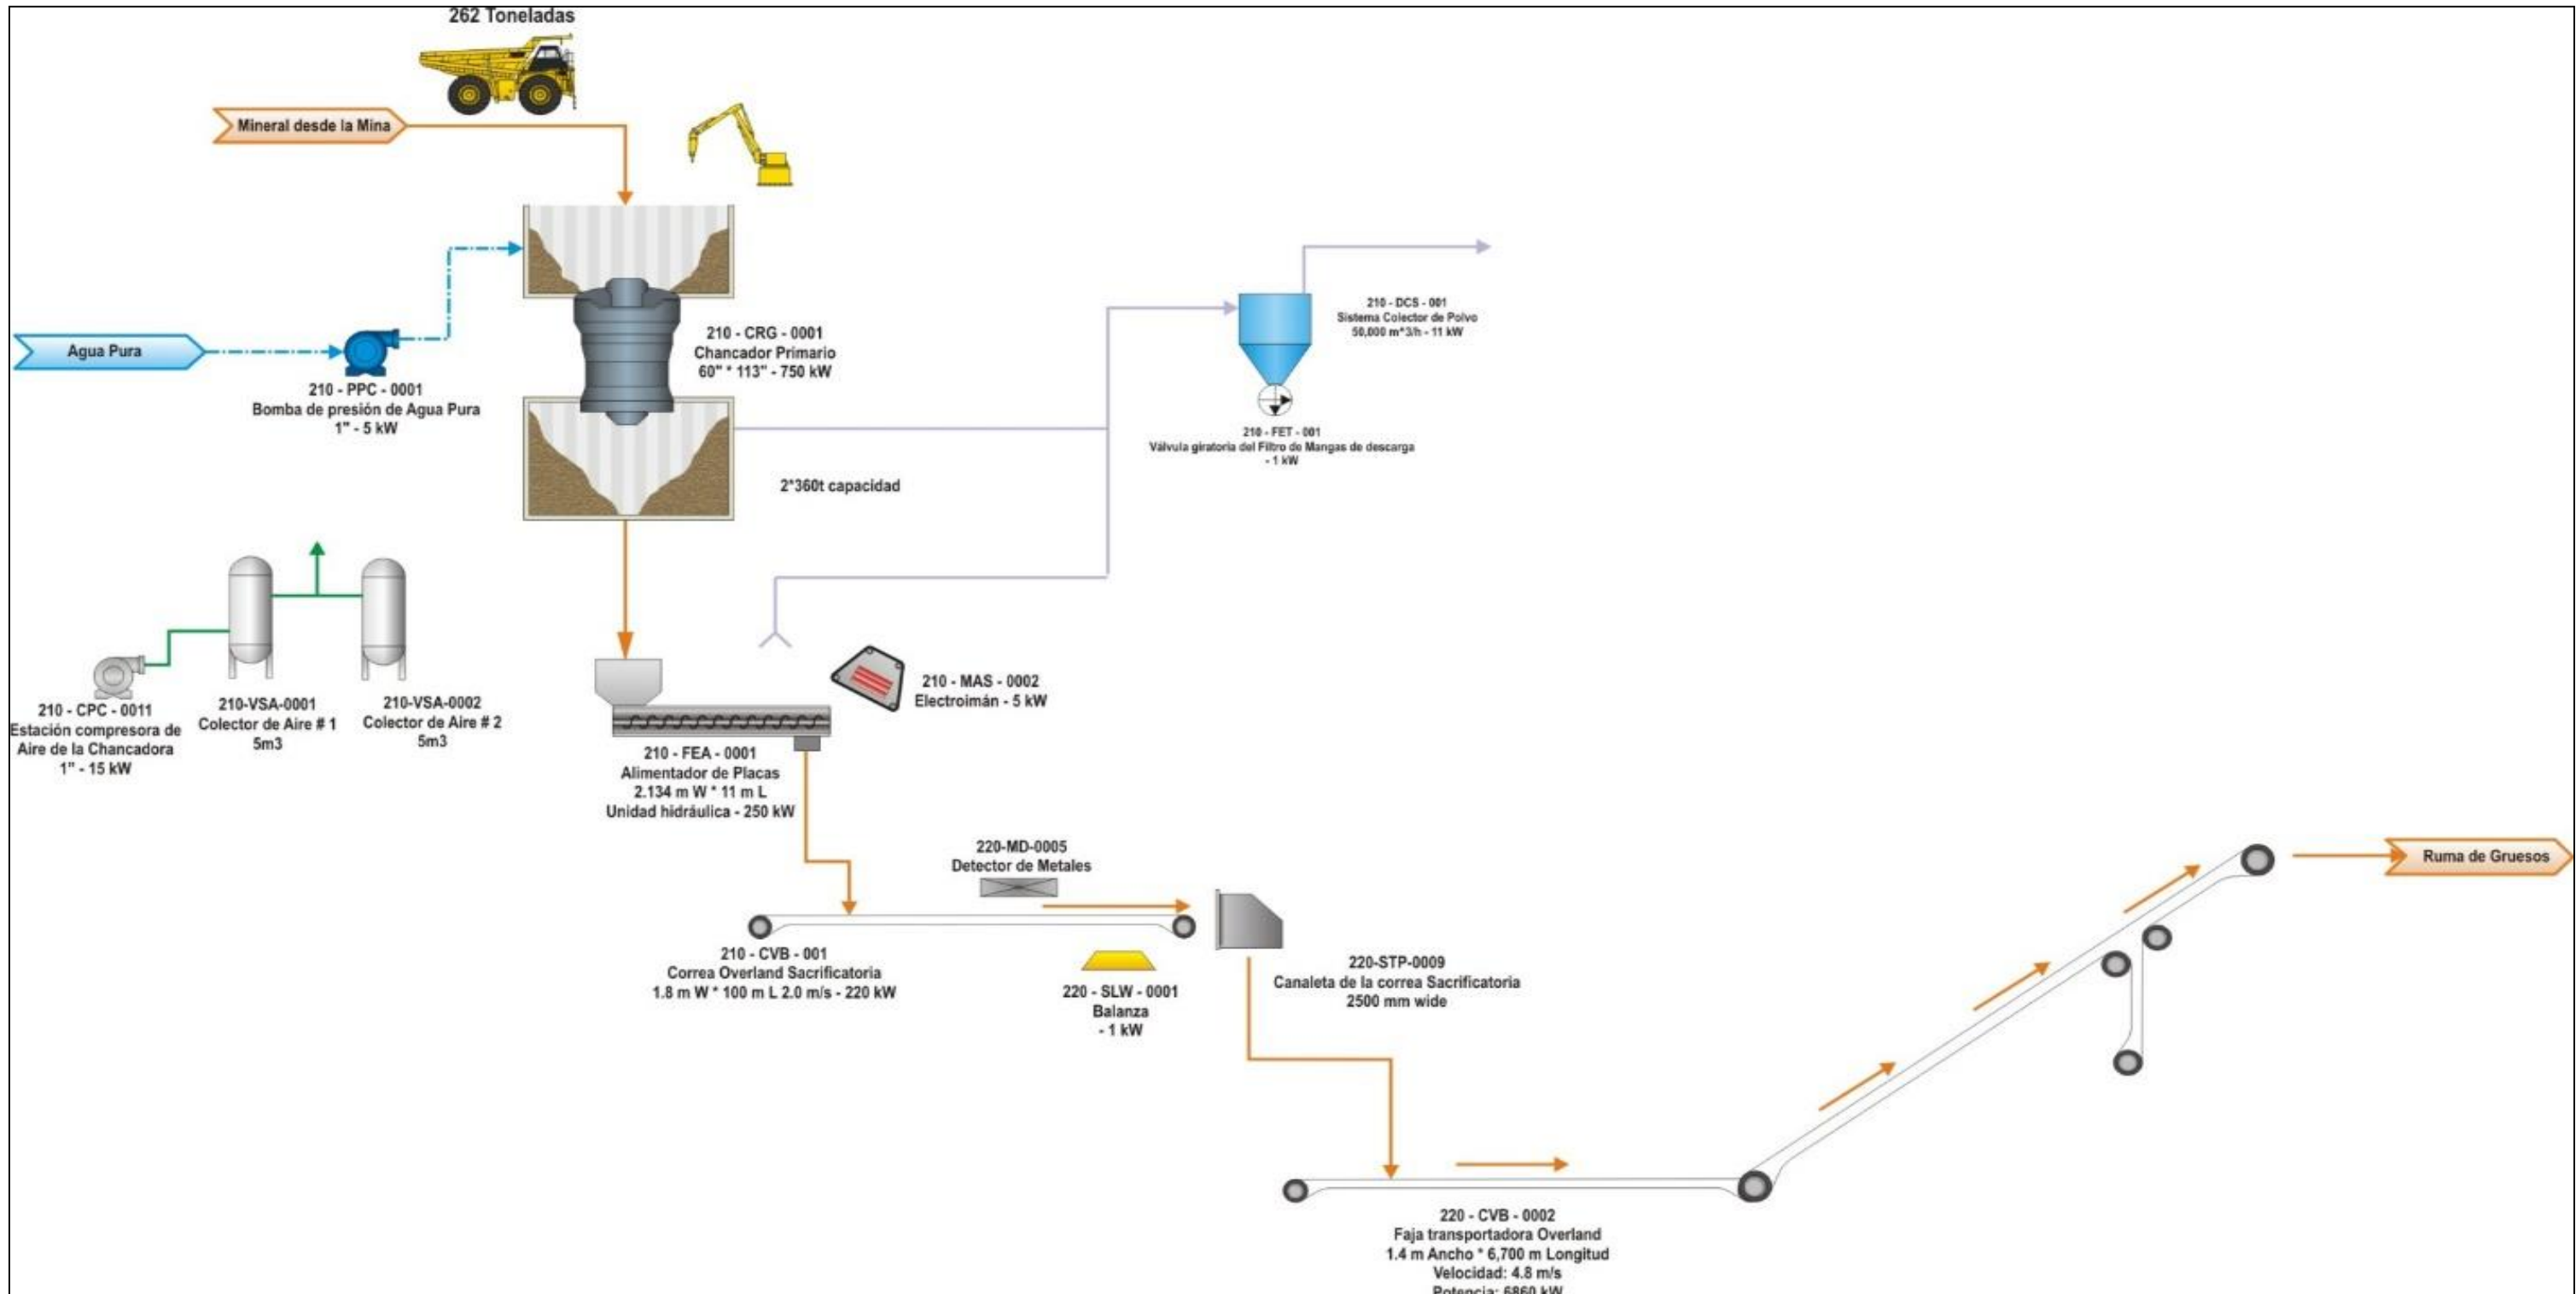 262 Toneladas
Mineral desde la Mina
Agua Pura
210 - PPC - 0001
Bomba de presión de Agua Pura
1" - 5 kW
210 - CRG - 0001
Chancador Primario
60" * 113" - 750 kW
2*360t capacidad
210 - DCS - 001
Sistema Colector de Polvo
50,000 m^3/h - 11 kW
210 - FET - 001
Válvula giratoria del Filtro de Mangas de descarga
- 1 kW
210 - CPC - 0011
Estación compresora de
Aire de la Chancadora
1" - 15 kW
210-VSA-0001
Colector de Aire # 1
5m3
210-VSA-0002
Colector de Aire # 2
5m3
210 - MAS - 0002
Electroimán - 5 kW
210 - FEA - 0001
Alimentador de Placas
2.134 m W * 11 m L
Unidad hidráulica - 250 kW
220-MD-0005
Detector de Metales
210 - CVB - 001
Correa Overland Sacrificatoria
1.8 m W * 100 m L 2.0 m/s - 220 kW
220 - SLW - 0001
Balanza
- 1 kW
220-STP-0009
Canaleta de la correa Sacrificatoria
2500 mm wide
Ruma de Gruesos
220 - CVB - 0002
Faja transportadora Overland
1.4 m Ancho * 6,700 m Longitud
Velocidad: 4.8 m/s
Potencia: 6860 kW